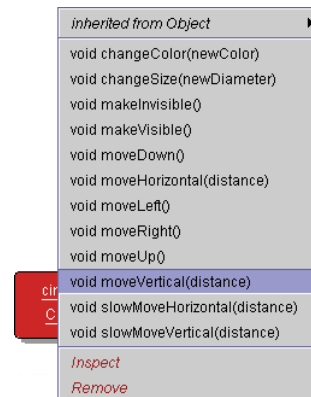 inherited from Object
void changeColor(newColor)
void changeSize(newDiameter)
void makeInvisible()
void makeVisible()
void moveDown()
void moveHorizontal(distance)
void moveLeft()
void moveRight()
void moveUp()
void moveVertical(distance)
void slowMoveHorizontal(distance)
void slowMoveVertical(distance)
Inspect
Remove
cir
C